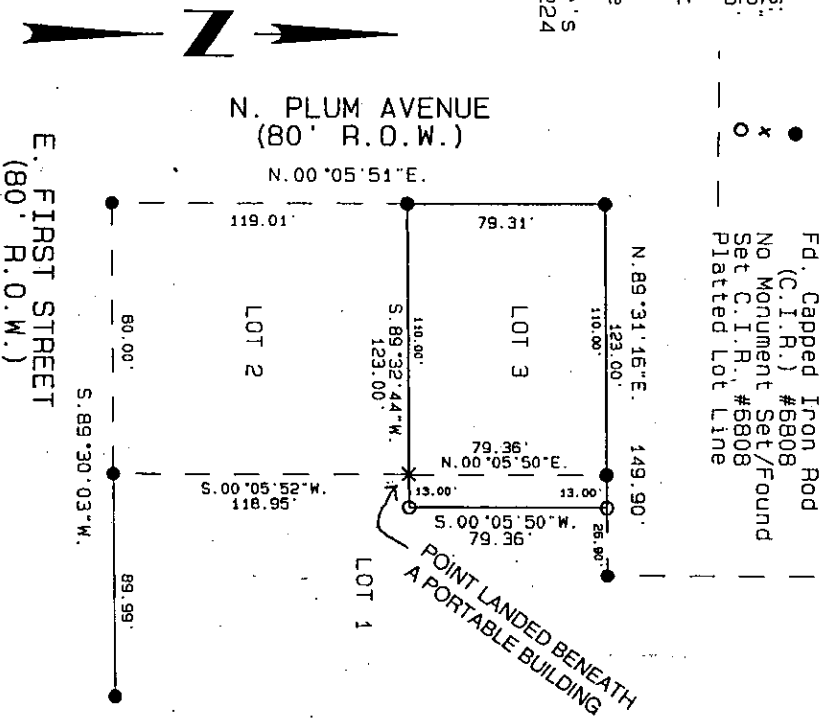 S:
0"
5'
'S
224
● Fd. Capped Iron Rod
(C.I.R.) #6808
x No Monument Set/Found
O Set C.I.R., #6808
Platted Lot Line
Z
N. PLUM AVENUE
(80' R.O.W.)
N.00°05'51"E.
119.01'
79.31'
E. FIRST STREET
(80' R.O.W.)
80.00'
S.89°30'03"W.
89.99'
LOT 2
110.00'
S.89°32'44"W.
123.00'
LOT 3
N.89°31'16"E. 149.90'
123.00'
110.00'
79.36'
N.00°05'50"E.
S.00°05'52"W.
118.95'
13.00'
13.00'
S.00°05'50"W.
79.36'
26.90'
LOT 1
POINT LANDED BENEATH
A PORTABLE BUILDING